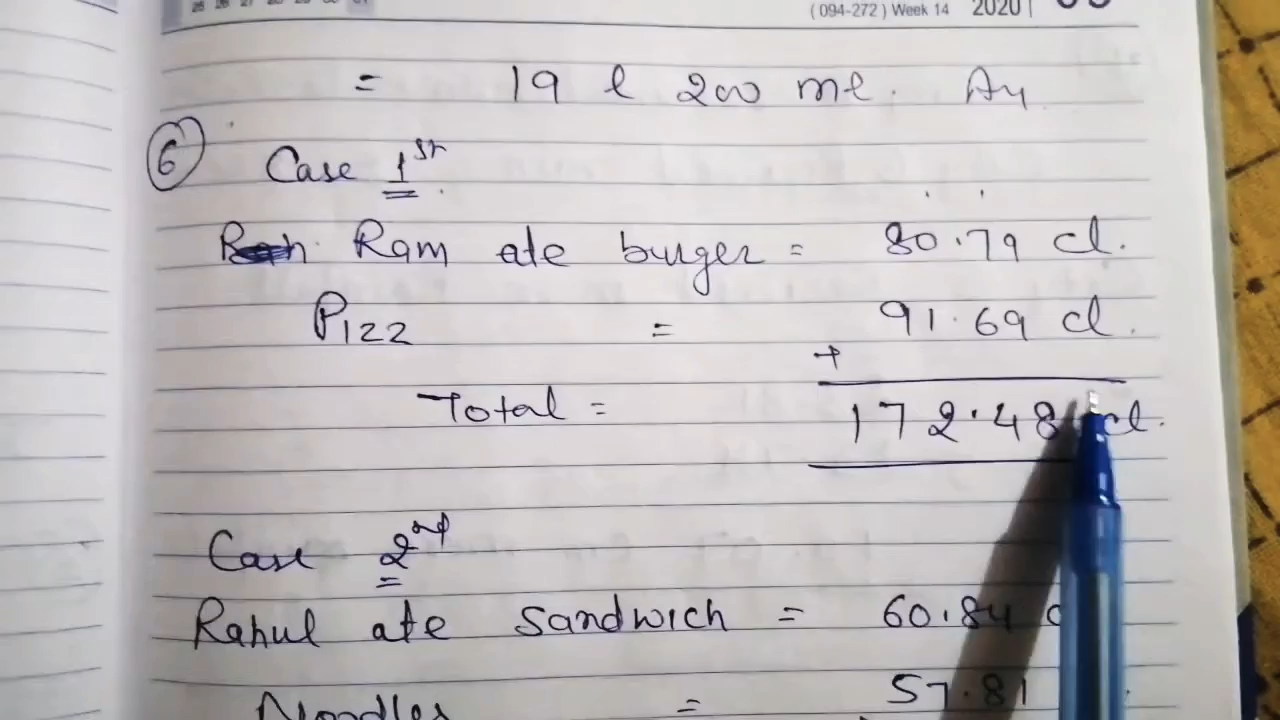 (094-272) Week 14 2020
= 19 l 200 ml. Ans
6 Case 1st
Ram ate burger = 80.79 cl.
Pizz = 91.69 cl.
+
Total = 172.48 cl.
Case 2nd
Rahul ate sandwich = 60.84 c
Noodles = 57.81